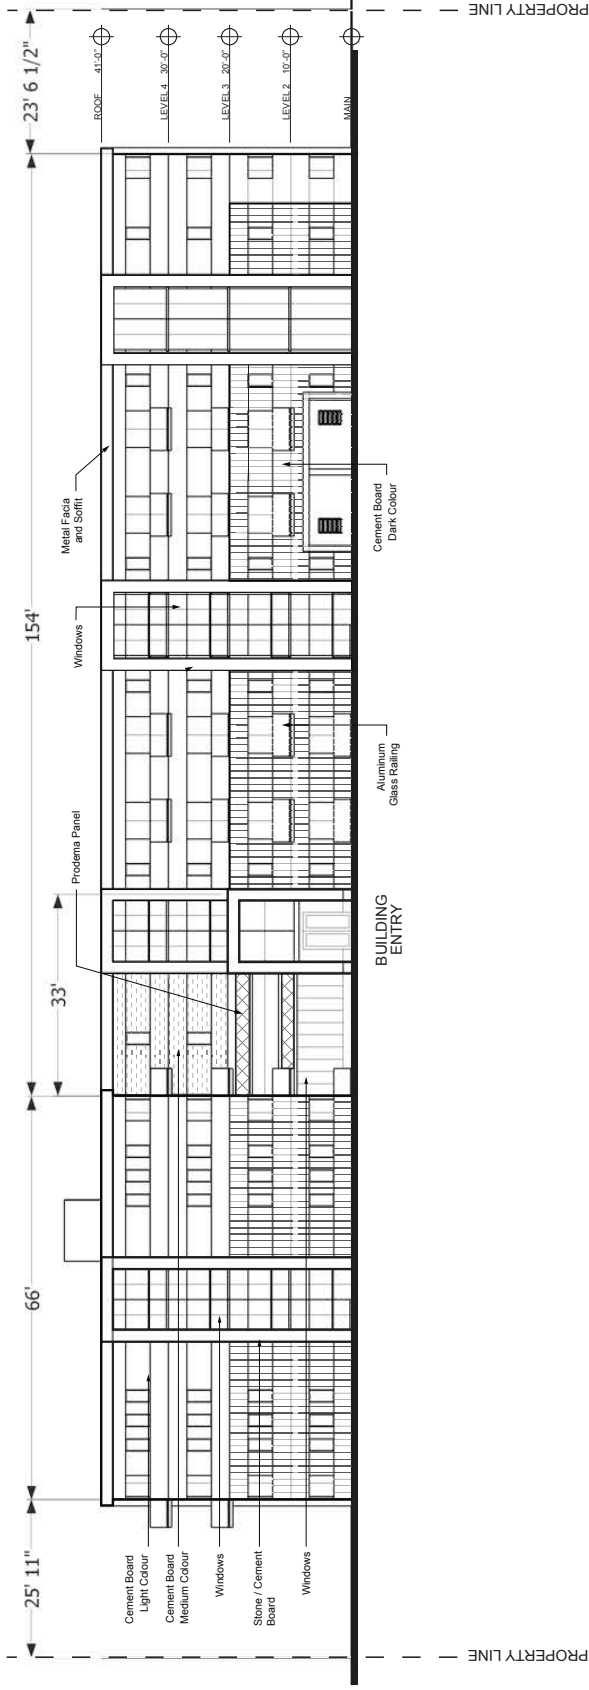 PROPERTY LINE
25' 11"
66'
154'
33'
23' 6 1/2"
PROPERTY LINE
Cement Board
Light Colour
Cement Board
Medium Colour
Windows
Stone / Cement
Board
Windows
Prodema Panel
Windows
Metal Facia
and Soffit
BUILDING
ENTRY
Aluminum
Glass Railing
Cement Board
Dark Colour
ROOF 41'-0"
LEVEL 4 30'-0"
LEVEL 3 20'-0"
LEVEL 2 10'-0"
MAIN